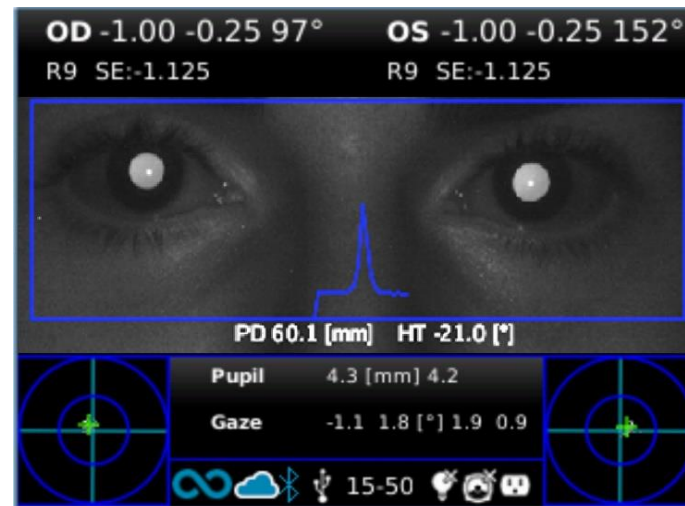 OD -1.00 -0.25 97° OS -1.00 -0.25 152°
R9 SE:-1.125 R9 SE:-1.125
PD 60.1 [mm] HT -21.0 [°]
Pupil 4.3 [mm] 4.2
Gaze -1.1 1.8 [°] 1.9 0.9
15-50